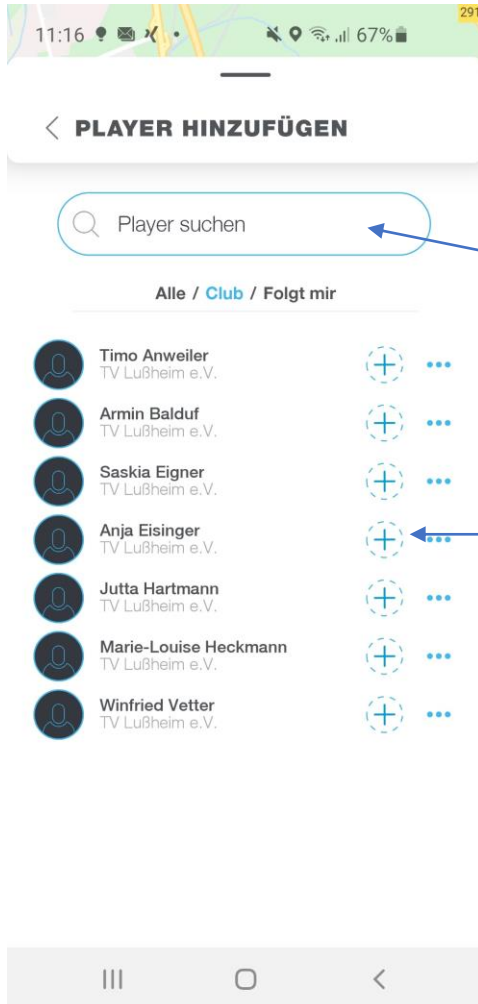 291
11:16
67%
PLAYER HINZUFÜGEN
Player suchen
Alle / Club / Folgt mir
Timo Anweiler
TV Lußheim e.V.
Armin Balduf
TV Lußheim e.V.
Saskia Eigner
TV Lußheim e.V.
Anja Eisinger
TV Lußheim e.V.
Jutta Hartmann
TV Lußheim e.V.
Marie-Louise Heckmann
TV Lußheim e.V.
Winfried Vetter
TV Lußheim e.V.